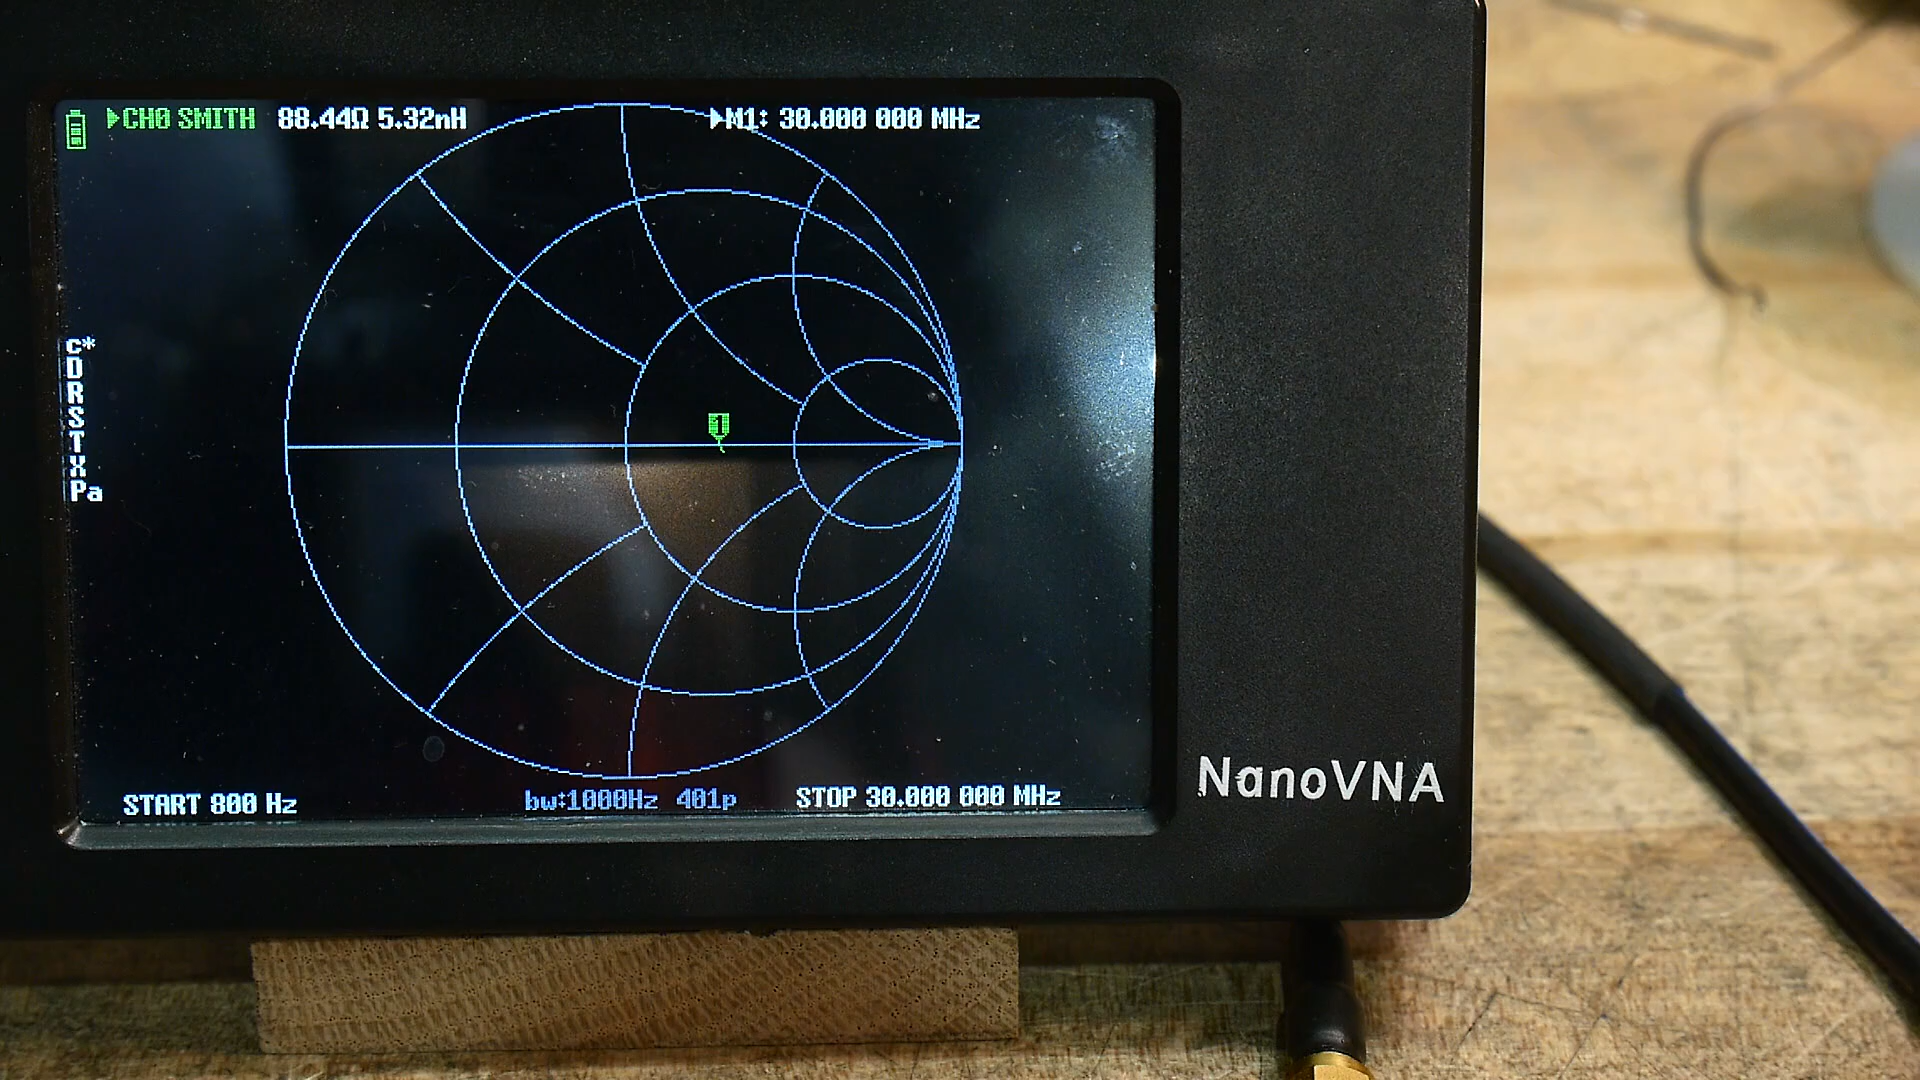 ▶CH0 SMITH 88.44Ω 5.32nH
▶M1: 30.000 000 MHz
1
c*
D
R
S
T
X
Pa
START 800 Hz
bw:1000Hz 401p
STOP 30.000 000 MHz
NanoVNA